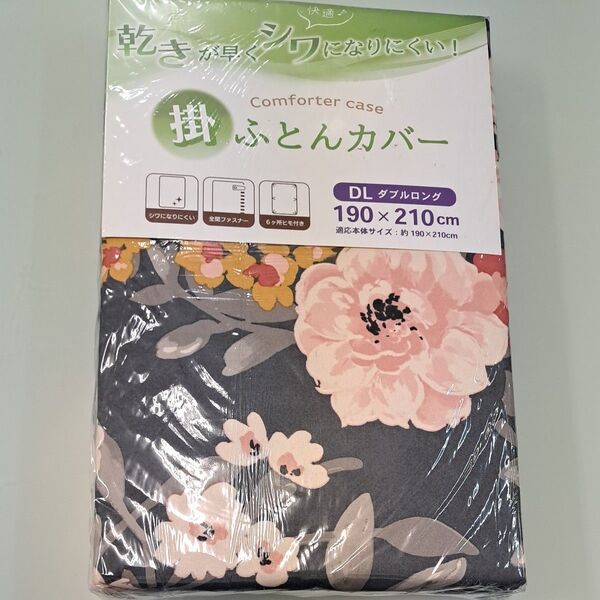 快適♪
乾きが早くシワになりにくい！
Comforter case
掛ふとんカバー
シワになりにくい
全開ファスナー
6ヶ所ヒモ付き
DL ダブルロング
190×210cm
適応本体サイズ：約190×210cm